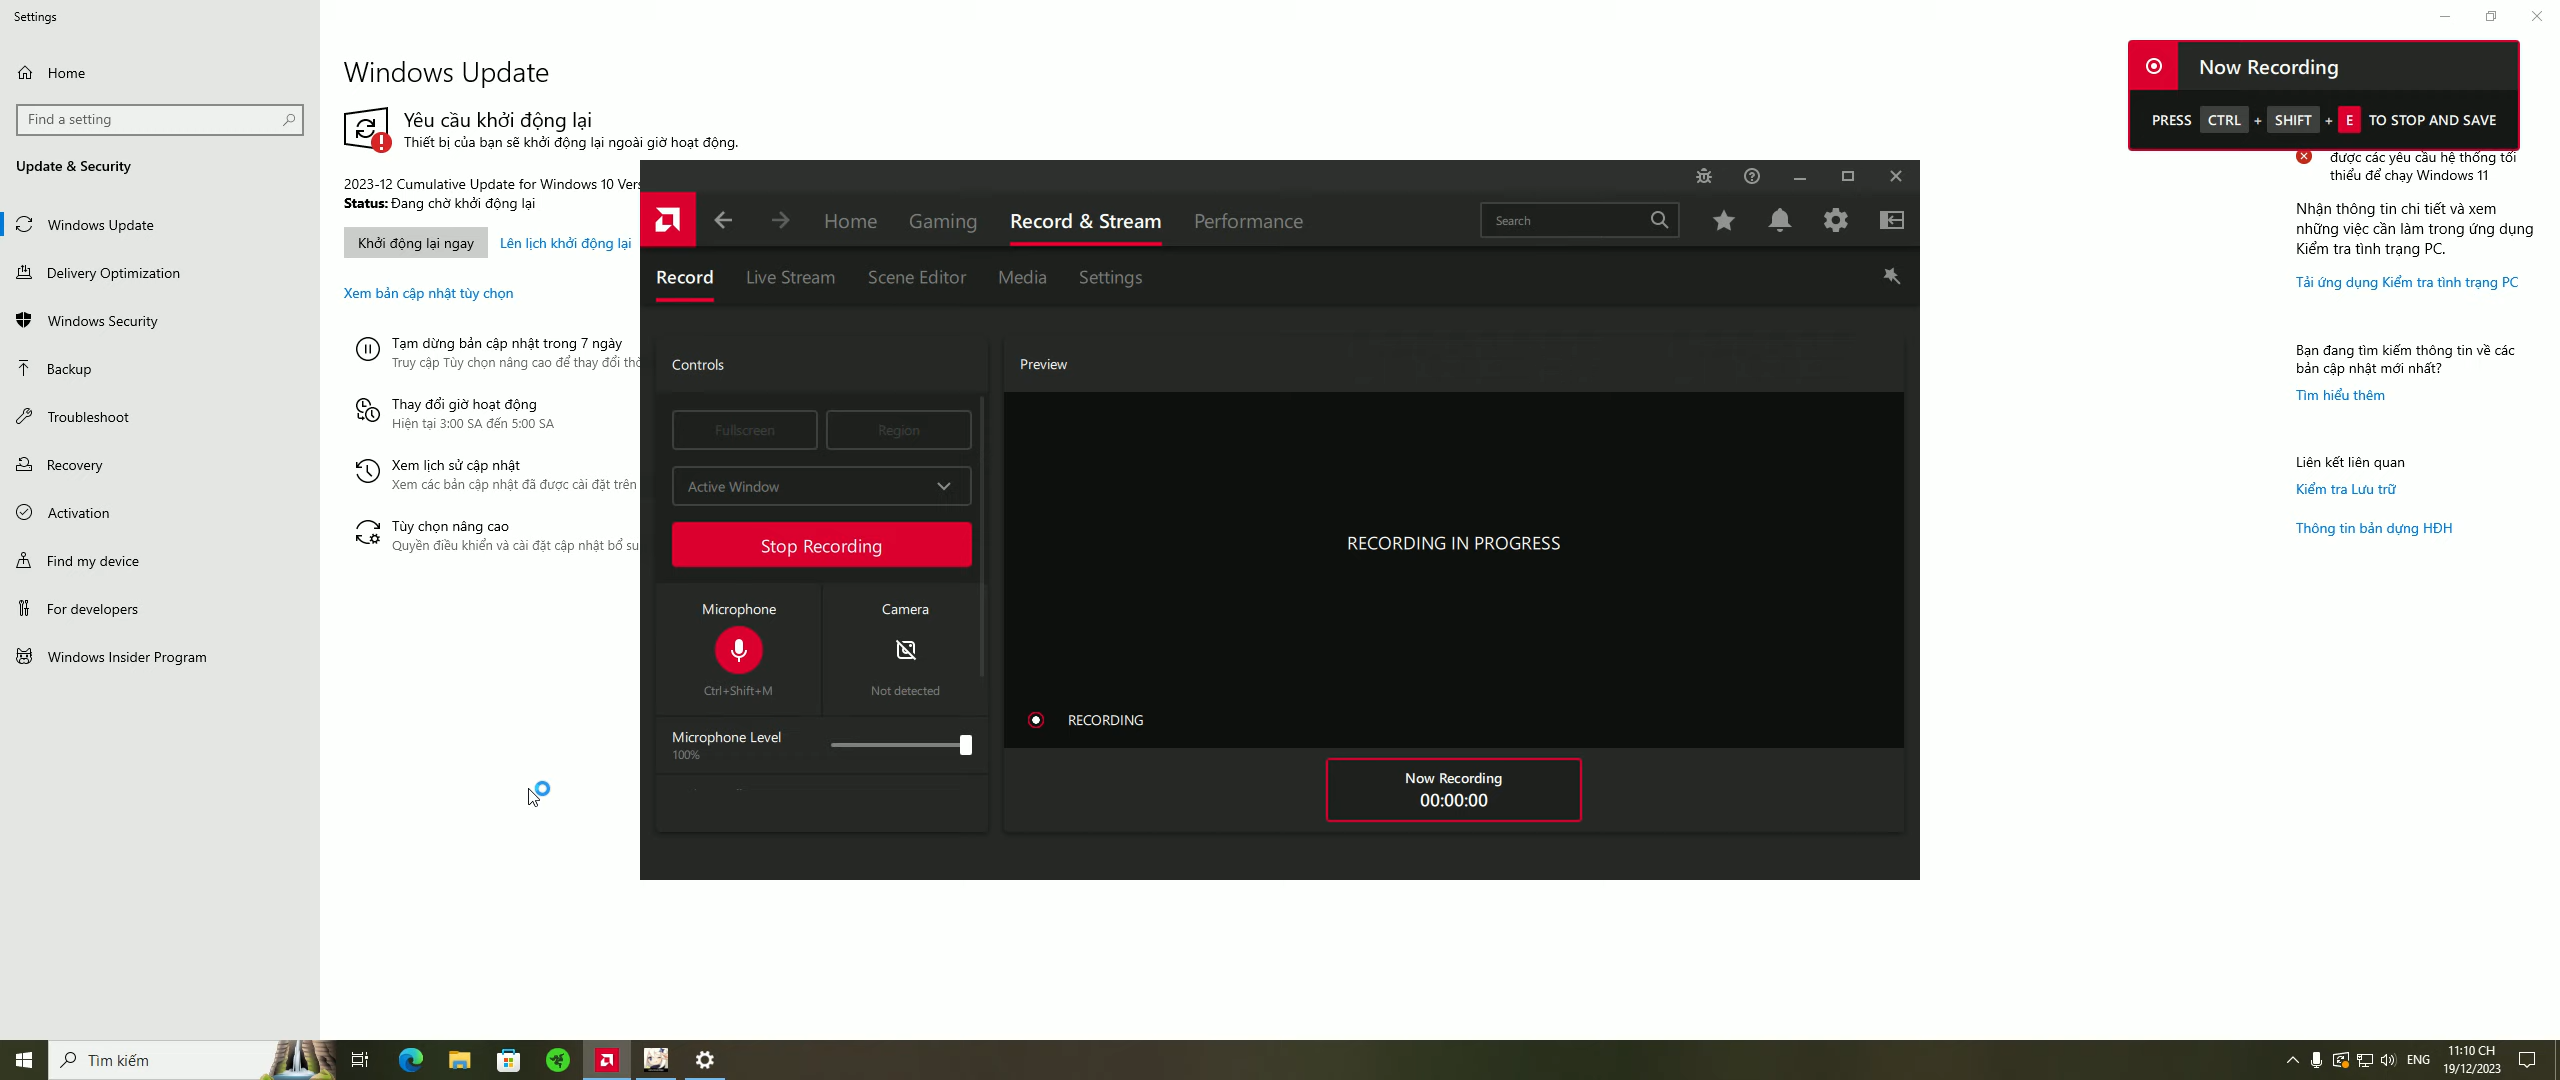 Settings
Home
Find a setting
Update & Security
Windows Update
Delivery Optimization
Windows Security
Backup
Troubleshoot
Recovery
Activation
Find my device
For developers
Windows Insider Program
Windows Update
Yêu cầu khởi động lại
Thiết bị của bạn sẽ khởi động lại ngoài giờ hoạt động.
2023-12 Cumulative Update for Windows 10
Status: Đang chờ khởi động lại
Khởi động lại ngay
Lên lịch khởi động lại
Xem bản cập nhật tùy chọn
Tạm dừng bản cập nhật trong 7 ngày
Truy cập Tùy chọn nâng cao để thay đổi
Thay đổi giờ hoạt động
Hiện tại 3:00 SA đến 5:00 SA
Xem lịch sử cập nhật
Xem các bản cập nhật đã được cài đặt trên
Tùy chọn nâng cao
Quyền điều khiển và cài đặt cập nhật bổ
Home
Gaming
Record & Stream
Performance
Search
Record
Live Stream
Scene Editor
Media
Settings
Controls
Fullscreen
Region
Active Window
Stop Recording
Microphone
Ctrl+Shift+M
Camera
Not detected
Microphone Level
100%
Preview
RECORDING IN PROGRESS
RECORDING
Now Recording
00:00:00
Now Recording
PRESS CTRL + SHIFT + E TO STOP AND SAVE
được các yêu cầu hệ thống tối
thiểu để chạy Windows 11
Nhận thông tin chi tiết và xem
những việc cần làm trong ứng dụng
Kiểm tra tình trạng PC.
Tải ứng dụng Kiểm tra tình trạng PC
Bạn đang tìm kiếm thông tin về các
bản cập nhật mới nhất?
Tìm hiểu thêm
Liên kết liên quan
Kiểm tra Lưu trữ
Thông tin bản dựng HĐH
Tìm kiếm
ENG
11:10 CH
19/12/2023